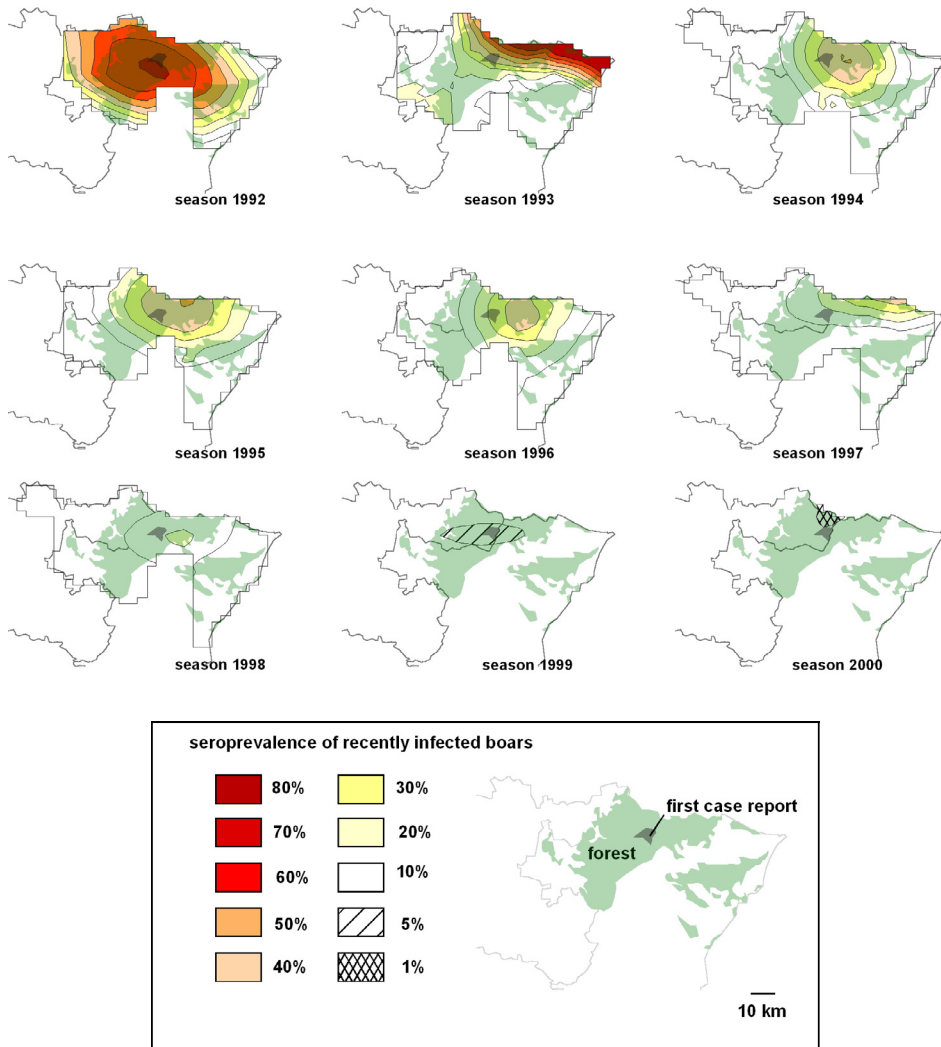 season 1992
season 1993
season 1994
season 1995
season 1996
season 1997
season 1998
season 1999
season 2000
seroprevalence of recently infected boars
80%
70%
60%
50%
40%
30%
20%
10%
5%
1%
first case report
forest
10 km